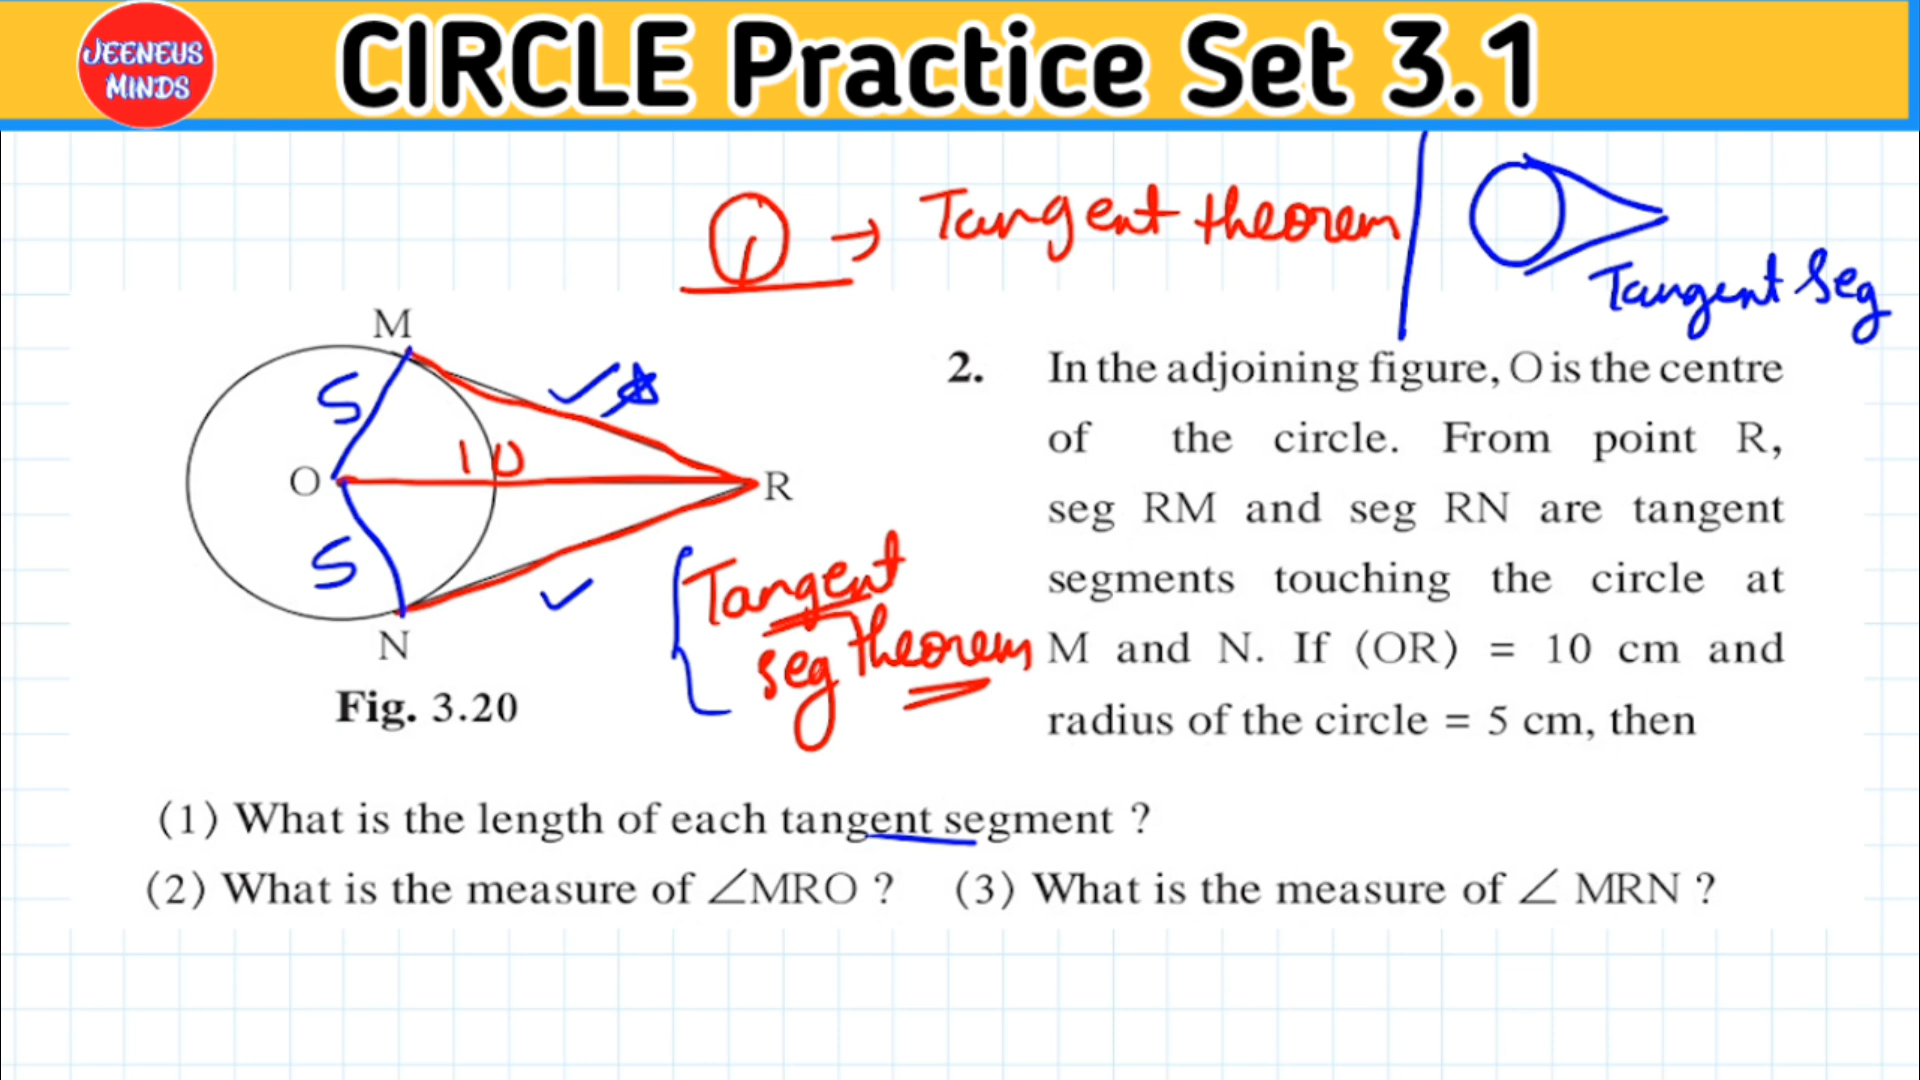 JEENEUS
MINDS
CIRCLE Practice Set 3.1
→ Tangent theorem
Tangent Seg
M
5
10
O
R
5
N
Fig. 3.20
Tangent
seg theorem
2. In the adjoining figure, O is the centre
of the circle. From point R,
seg RM and seg RN are tangent
segments touching the circle at
M and N. If (OR) = 10 cm and
radius of the circle = 5 cm, then
(1) What is the length of each tangent segment ?
(2) What is the measure of ∠MRO ? (3) What is the measure of ∠ MRN ?